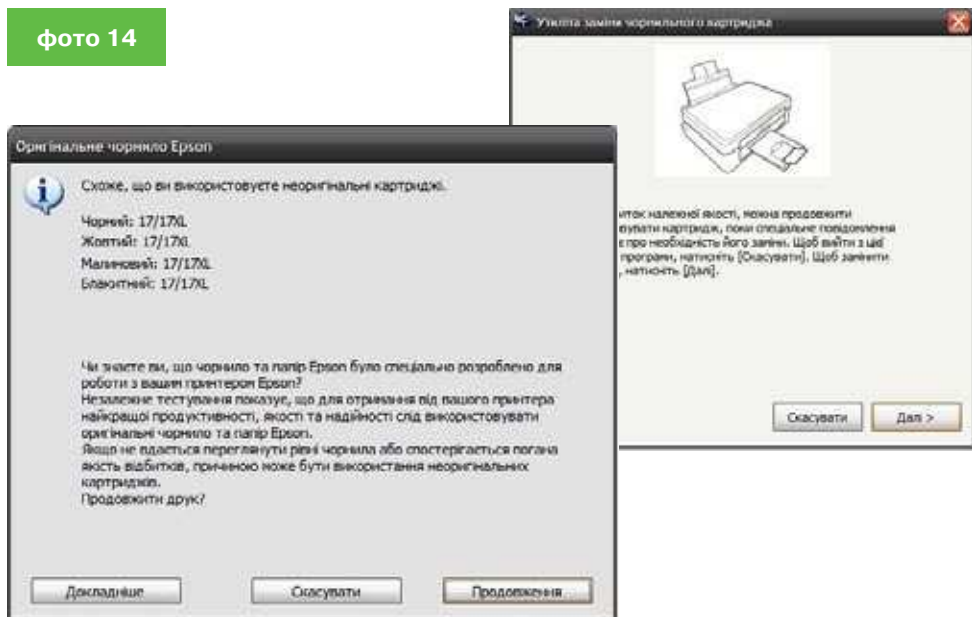 фото 14
Утиліта заміни чорнильного картриджа
иток належної якості, можна продовжити
вувати картридж, поки спеціальне повідомлення
є про необхідність його заміни. Щоб вийти з цієї
програми, натисніть [Скасувати]. Щоб замінити
, натисніть [Далі].
Скасувати
Далі >
Оригінальне чорнило Epson
Схоже, що ви використовуєте неоригінальні картриджі.
Чорний: 17/17XL
Жовтий: 17/17XL
Малиновий: 17/17XL
Блакитний: 17/17XL
Чи знаєте ви, що чорнило та папір Epson було спеціально розроблено для
роботи з вашим принтером Epson?
Незалежне тестування показує, що для отримання від вашого принтера
найкращої продуктивності, якості та надійності слід використовувати
оригінальні чорнило та папір Epson.
Якщо не вдається переглянути рівні чорнила або спостерігається погана
якість відбитків, причиною може бути використання неоригінальних
картриджів.
Продовжити друк?
Докладніше
Скасувати
Продовження